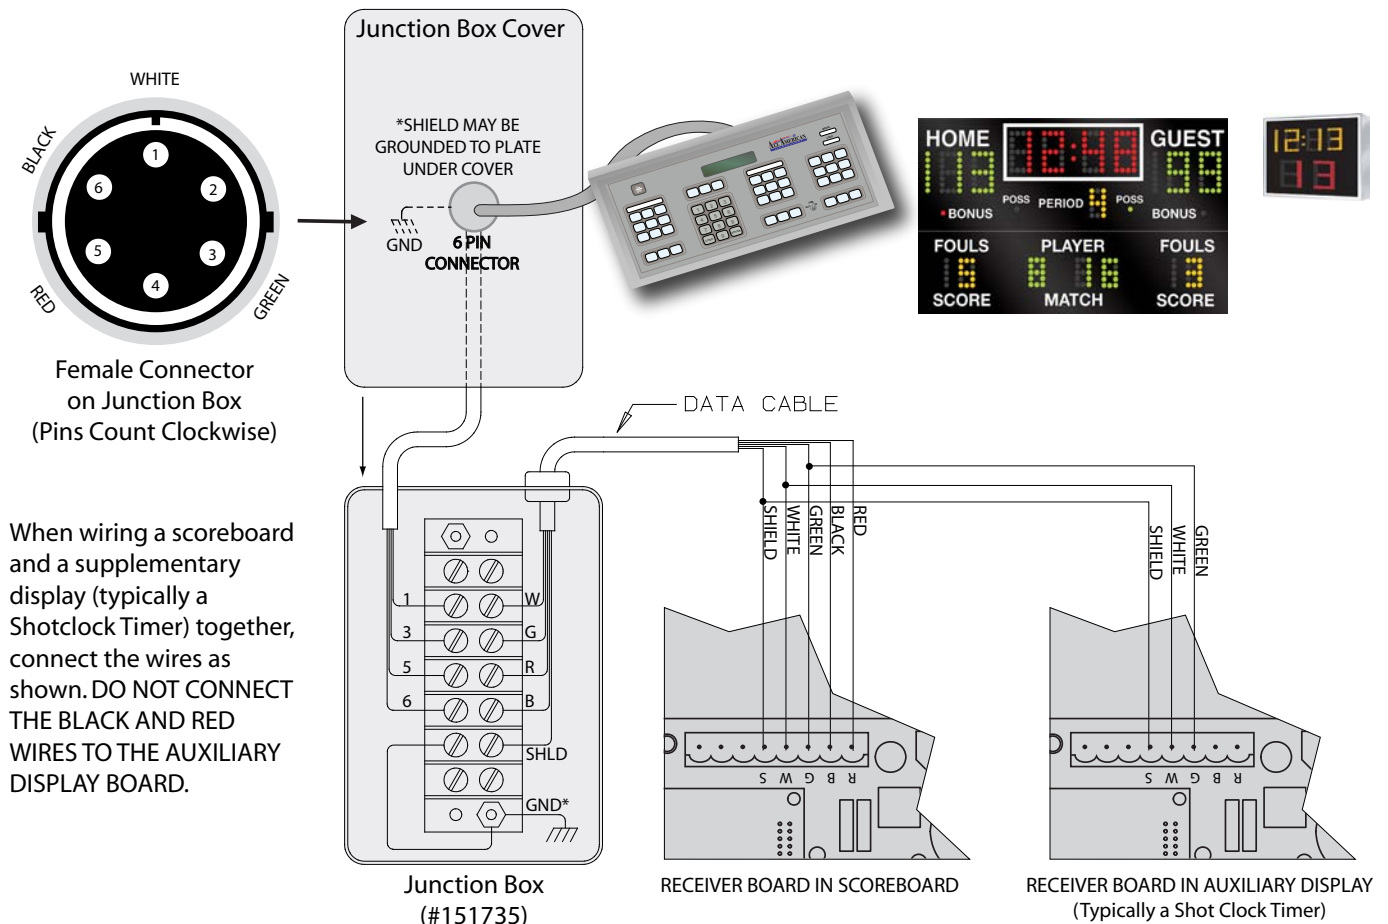 Junction Box Cover
WHITE
BLACK
RED
GREEN
1
2
3
4
5
6
Female Connector
on Junction Box
(Pins Count Clockwise)
*SHIELD MAY BE
GROUNDED TO PLATE
UNDER COVER
GND
6 PIN
CONNECTOR
HOME
12:48
GUEST
113
99
POSS
PERIOD
4
POSS
BONUS
BONUS
FOULS
PLAYER
FOULS
5
8
16
3
SCORE
MATCH
SCORE
12:13
13
DATA CABLE
When wiring a scoreboard
and a supplementary
display (typically a
Shotclock Timer) together,
connect the wires as
shown. DO NOT CONNECT
THE BLACK AND RED
WIRES TO THE AUXILIARY
DISPLAY BOARD.
1
W
3
G
5
R
6
B
SHLD
GND*
Junction Box
(#151735)
SHIELD
WHITE
GREEN
BLACK
RED
S
W
G
B
R
RECEIVER BOARD IN SCOREBOARD
SHIELD
WHITE
GREEN
S
W
G
B
R
RECEIVER BOARD IN AUXILIARY DISPLAY
(Typically a Shot Clock Timer)